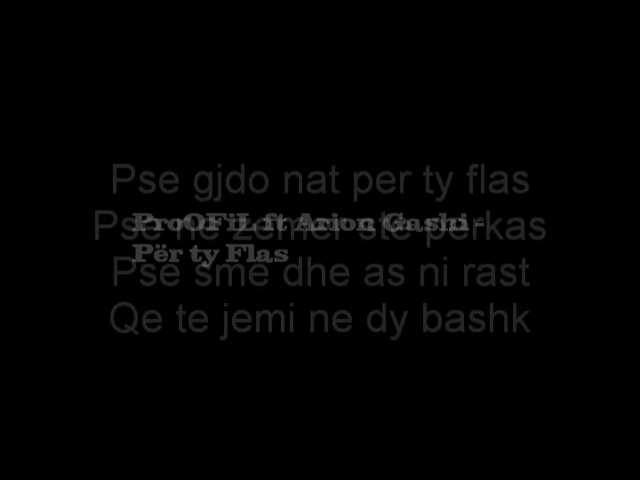 Pse gjdo nat per ty flas
Pse ne zemer ste perkas
ProOFiL ft Arion Gashi -
Për ty Flas
Pse sme dhe as ni rast
Qe te jemi ne dy bashk